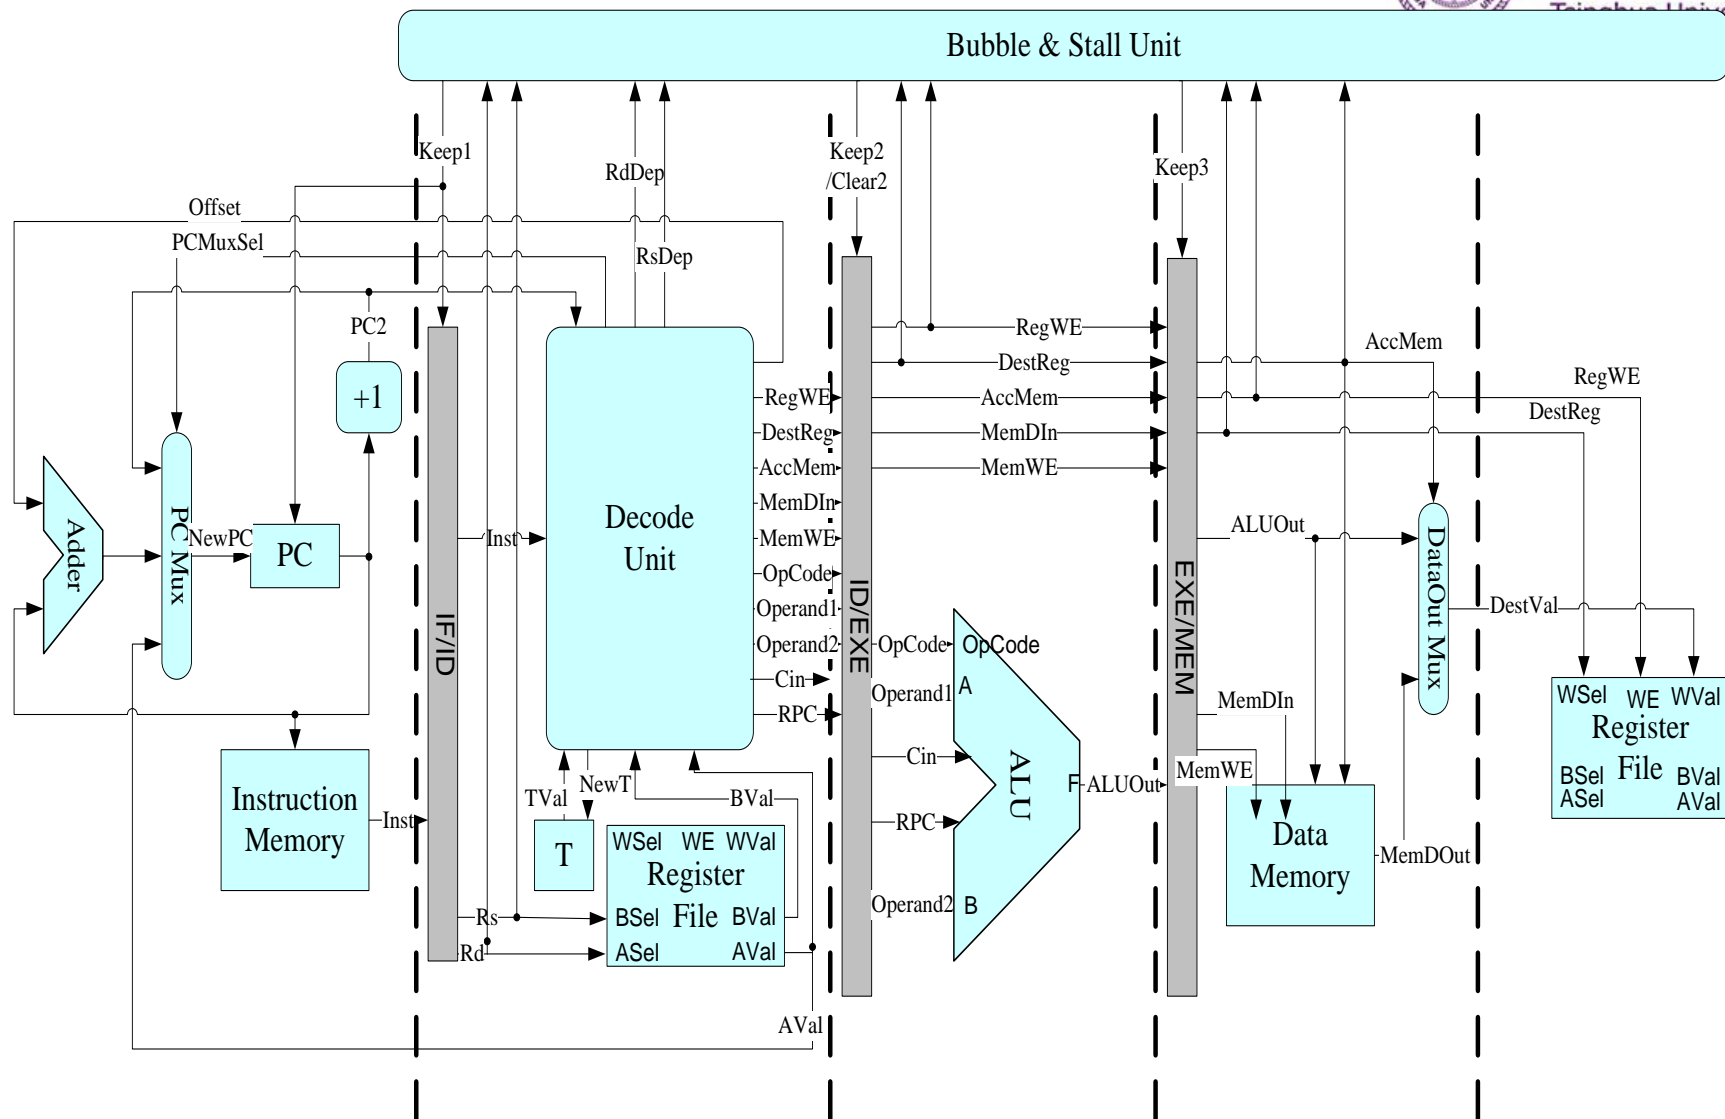 Tsinghua Unive
Bubble & Stall Unit
Keep1
RdDep
Keep2
/Clear2
Keep3
Offset
PCMuxSel
RsDep
PC2
+1
RegWE
DestReg
AccMem
MemDIn
MemWE
OpCode
Operand1
Operand2
Cin
RPC
RegWE
DestReg
AccMem
MemDIn
MemWE
AccMem
RegWE
DestReg
Adder
PC Mux
NewPC
PC
IF/ID
Inst
Decode
Unit
ID/EXE
OpCode
OpCode
Operand1
A
Cin
RPC
Operand2
B
ALU
F
ALUOut
EXE/MEM
ALUOut
DataOut Mux
DestVal
MemDIn
MemWE
Data
Memory
MemDOut
WSel WE WVal
Register
File
BSel BVal
ASel AVal
Instruction
Memory
Inst
TVal
NewT
BVal
T
WSel WE WVal
Register
File
Rs
BSel BVal
Rd
ASel AVal
AVal